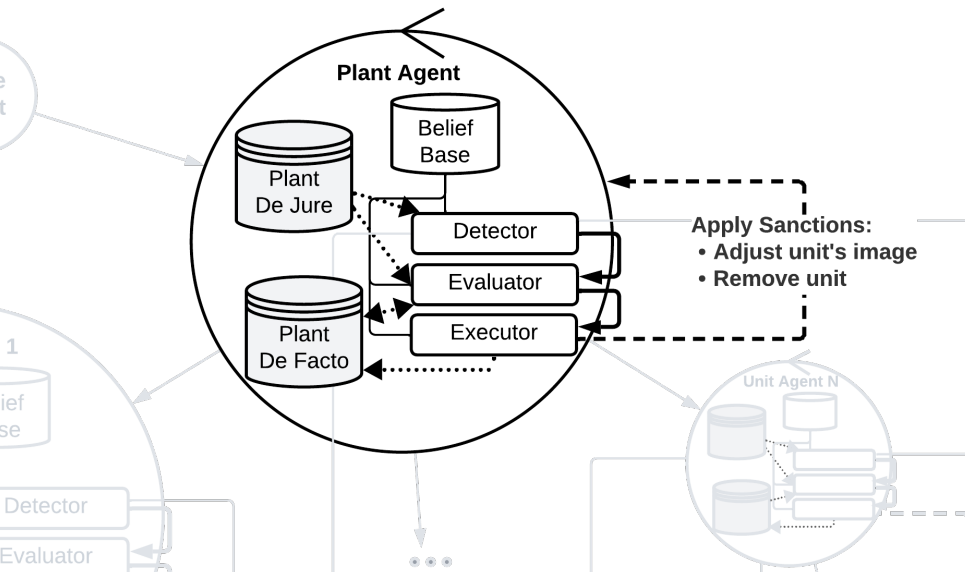 Plant Agent
Belief
Base
Plant
De Jure
Detector
Evaluator
Executor
Plant
De Facto
Apply Sanctions:
• Adjust unit's image
• Remove unit
1
Unit Agent N
Detector
Evaluator